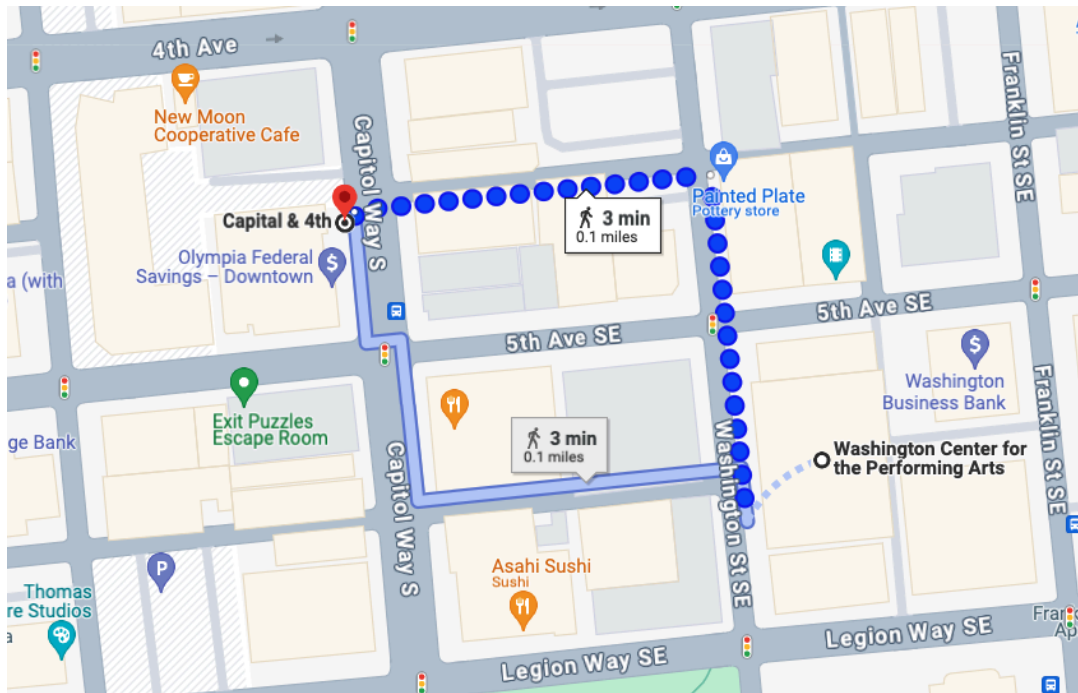 4th Ave
Franklin St SE
New Moon
Cooperative Cafe
Capitol Way S
Painted Plate
Pottery store
3 min
0.1 miles
Capital & 4th
Olympia Federal
Savings – Downtown
a (with
5th Ave SE
5th Ave SE
Washington
Business Bank
Exit Puzzles
Escape Room
3 min
0.1 miles
ge Bank
Franklin St SE
Washington Center for
the Performing Arts
Capitol Way S
Washington St SE
P
Asahi Sushi
Sushi
Thomas
re Studios
a
Legion Way SE
Legion Way SE
Ap